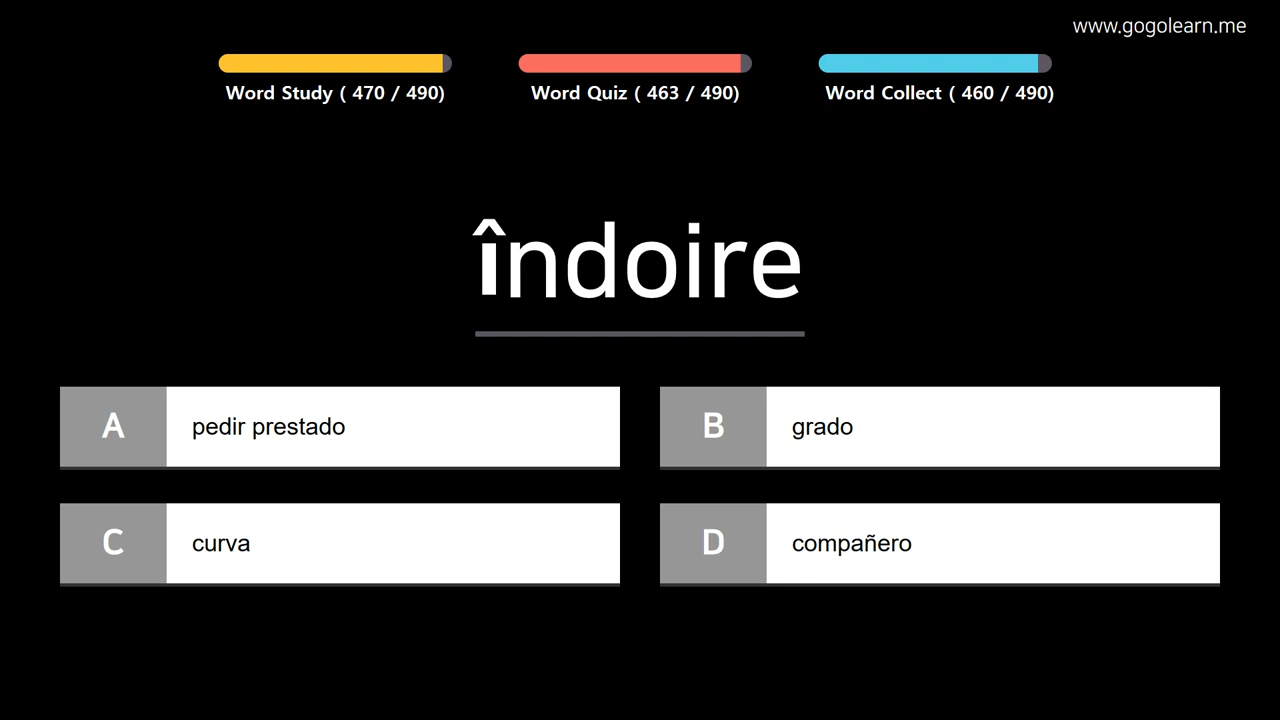 www.gogolearn.me
Word Study ( 470 / 490)
Word Quiz ( 463 / 490)
Word Collect ( 460 / 490)
îndoire
A pedir prestado
B grado
C curva
D compañero